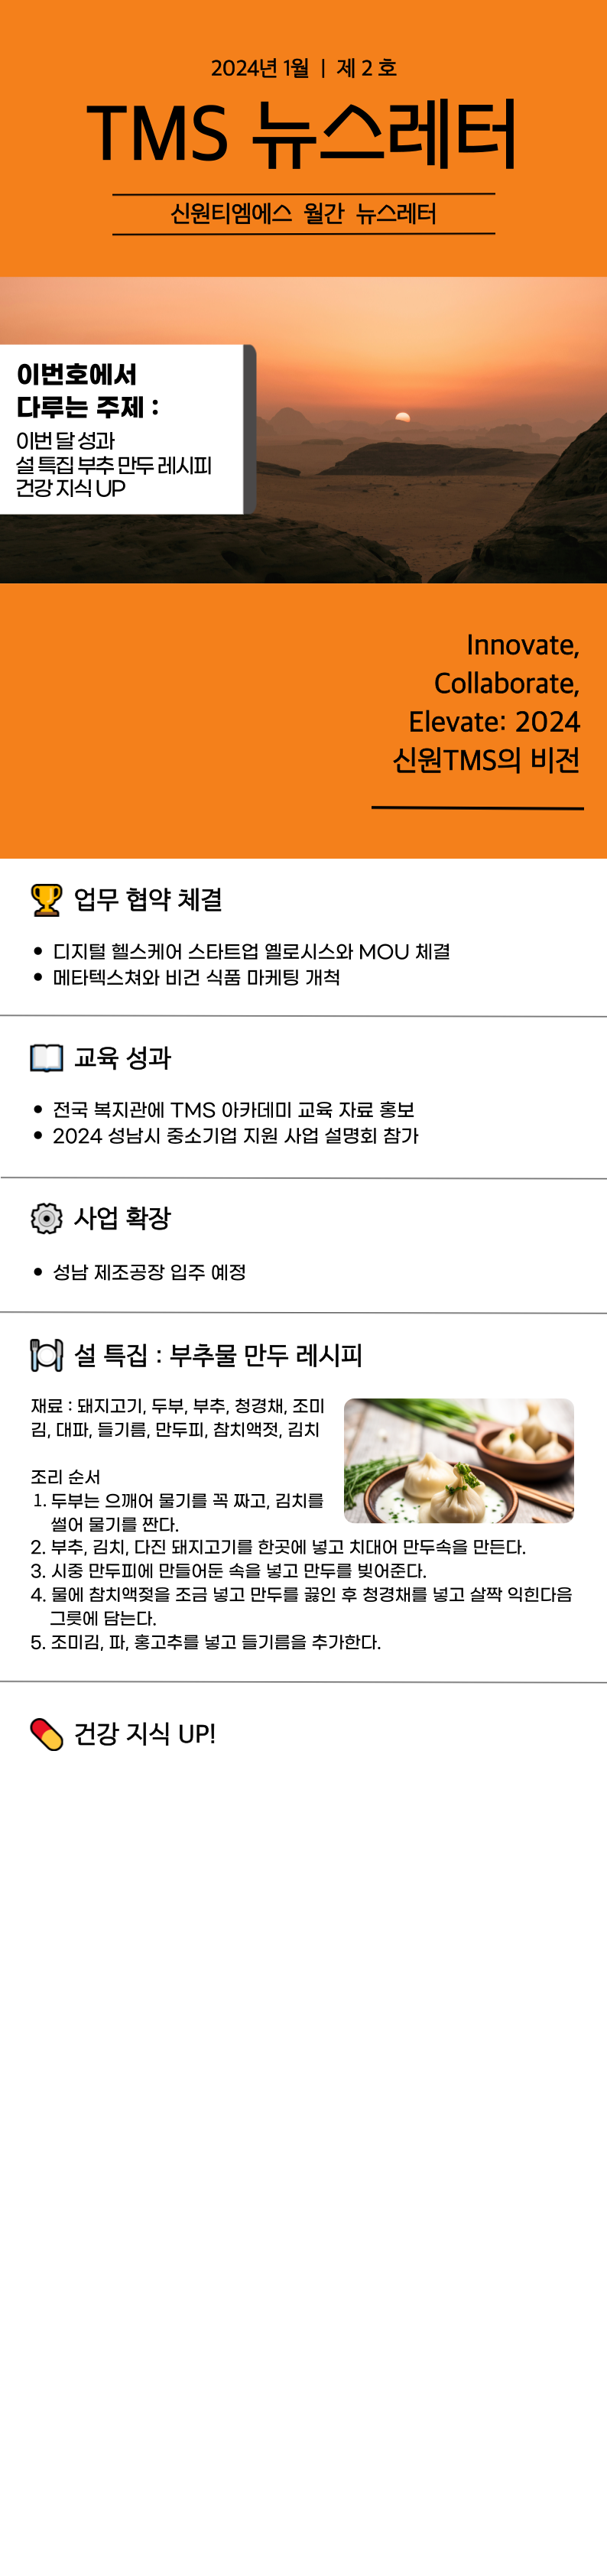 2024년 1월 | 제 2 호
TMS 뉴스레터
신원티엠에스 월간 뉴스레터
이번호에서
다루는 주제 :
이번 달 성과
설 특집 부추 만두 레시피
건강 지식 UP
Innovate,
Collaborate,
Elevate: 2024
신원TMS의 비전
업무 협약 체결
• 디지털 헬스케어 스타트업 옐로시스와 MOU 체결
• 메타텍스쳐와 비건 식품 마케팅 개척
교육 성과
• 전국 복지관에 TMS 아카데미 교육 자료 홍보
• 2024 성남시 중소기업 지원 사업 설명회 참가
사업 확장
• 성남 제조공장 입주 예정
설 특집 : 부추물 만두 레시피
재료 : 돼지고기, 두부, 부추, 청경채, 조미
김, 대파, 들기름, 만두피, 참치액젓, 김치
조리 순서
1. 두부는 으깨어 물기를 꼭 짜고, 김치를
썰어 물기를 짠다.
2. 부추, 김치, 다진 돼지고기를 한곳에 넣고 치대어 만두속을 만든다.
3. 시중 만두피에 만들어둔 속을 넣고 만두를 빚어준다.
4. 물에 참치액젖을 조금 넣고 만두를 끓인 후 청경채를 넣고 살짝 익힌다음
그릇에 담는다.
5. 조미김, 파, 홍고추를 넣고 들기름을 추가한다.
건강 지식 UP!